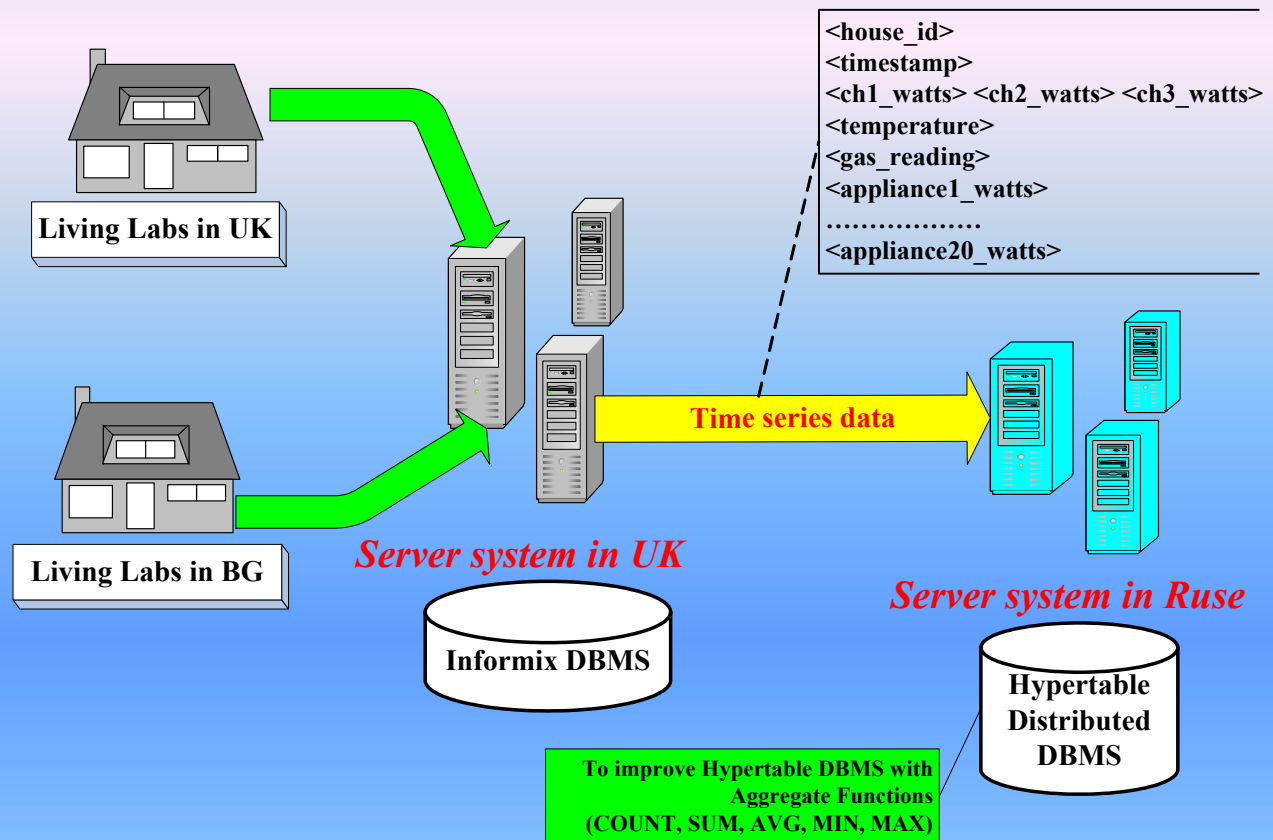 <house_id>
<timestamp>
<ch1_watts> <ch2_watts> <ch3_watts>
<temperature>
<gas_reading>
<appliance1_watts>
………………
<appliance20_watts>
Living Labs in UK
Time series data
Living Labs in BG
Server system in UK
Informix DBMS
Server system in Ruse
Hypertable
Distributed
DBMS
To improve Hypertable DBMS with
Aggregate Functions
(COUNT, SUM, AVG, MIN, MAX)